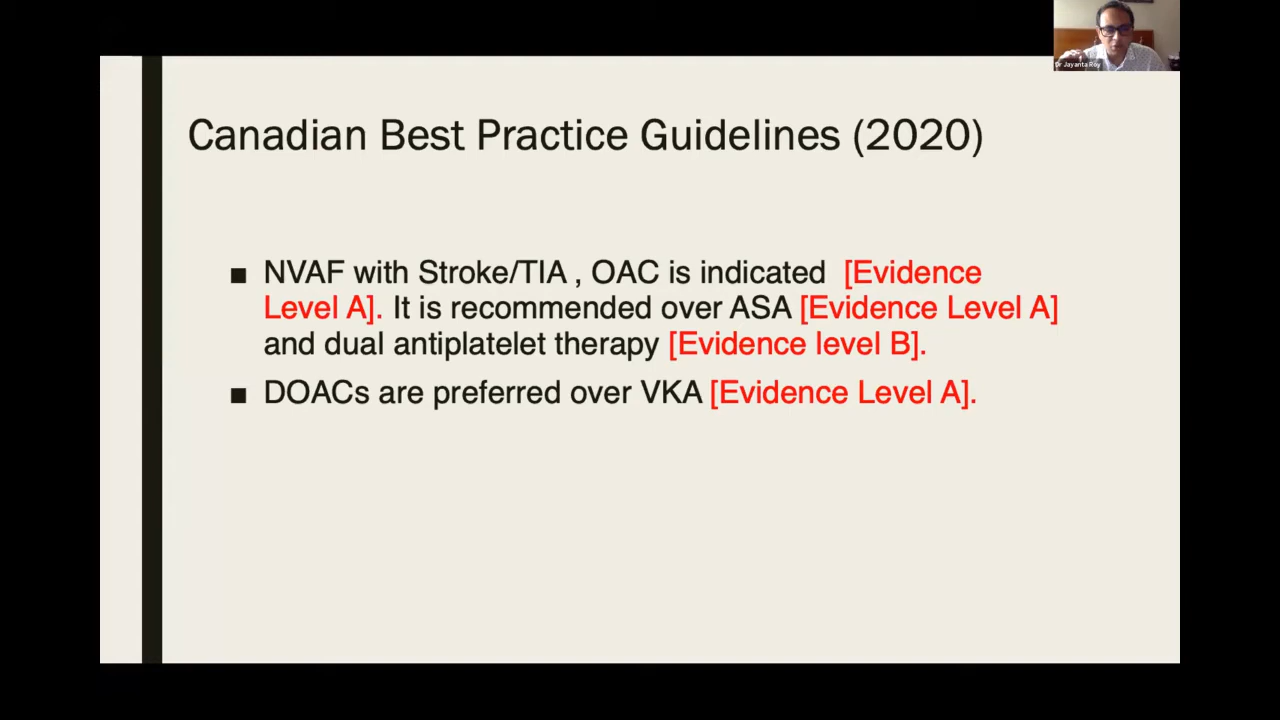 Dr Jayanta Roy
Canadian Best Practice Guidelines (2020)
■ NVAF with Stroke/TIA , OAC is indicated [Evidence
Level A]. It is recommended over ASA [Evidence Level A]
and dual antiplatelet therapy [Evidence level B].
■ DOACs are preferred over VKA [Evidence Level A].